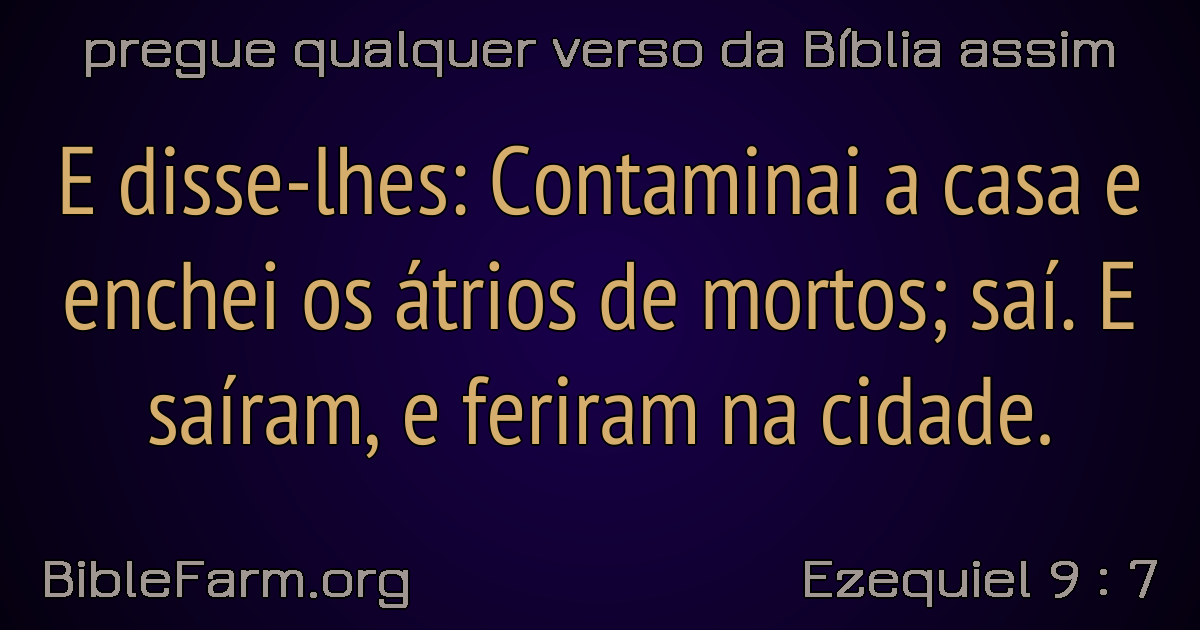 pregue qualquer verso da Bíblia assim
E disse-lhes: Contaminai a casa e
enchei os átrios de mortos; saí. E
saíram, e feriram na cidade.
BibleFarm.org
Ezequiel 9 : 7